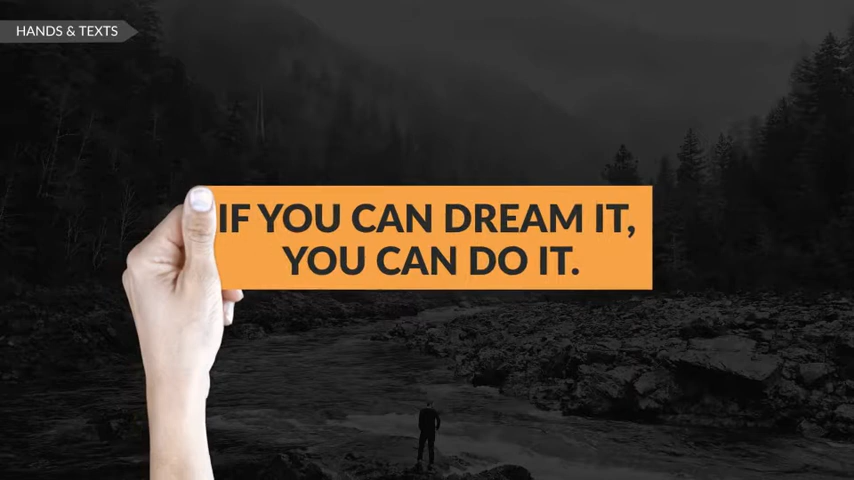 HANDS & TEXTS
IF YOU CAN DREAM IT,
YOU CAN DO IT.